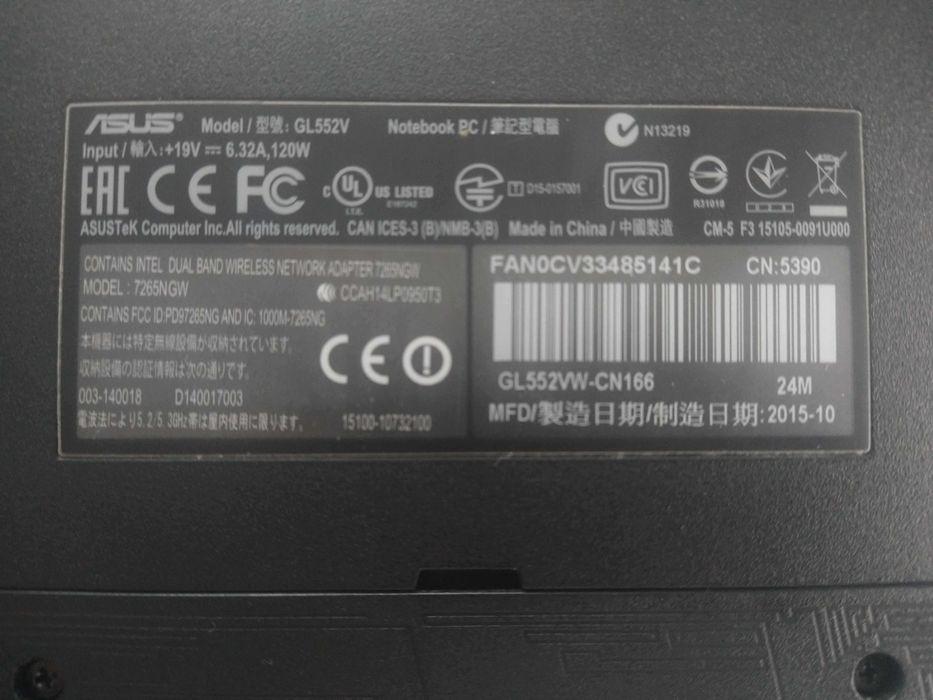 ASUS Model / 型號: GL552V Notebook PC / 筆記型電腦 N13219
Input / 輸入:+19V ⎓ 6.32A,120W
EAC CE FC c UL US LISTED I.T.E. E187242 T D15-0157001 VCI R31018
ASUSTeK Computer Inc.All rights reserved. CAN ICES-3 (B)/NMB-3(B) Made in China / 中國製造 CM-5 F3 15105-0091U000
CONTAINS INTEL DUAL BAND WIRELESS NETWORK ADAPTER 7265NGW
MODEL : 7265NGW CCAH14LP0950T3
CONTAINS FCC ID:PD97265NG AND IC: 1000M-7265NG
本機器には特定無線設備が収納されています。
収納設備の認証情報は次の通りです。
003-140018 D140017003
電波法により5.2/5.3GHz帯は屋内使用に限ります。 15100-10732100
CE
FAN0CV33485141C CN:5390
GL552VW-CN166 24M
MFD/製造日期/制造日期: 2015-10